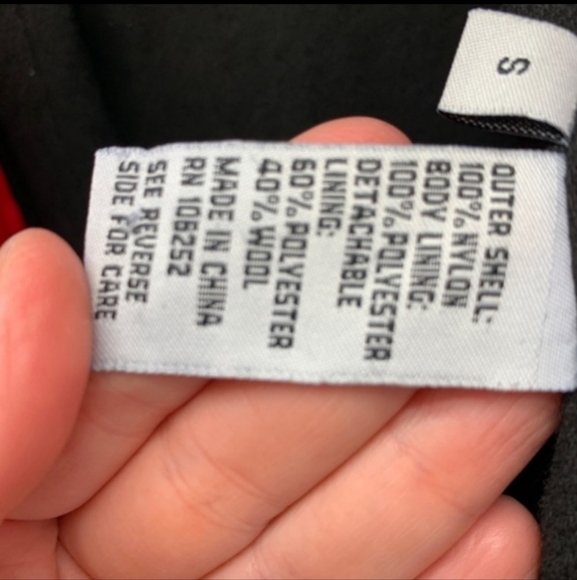 S
OUTER SHELL:
100% NYLON
BODY LINING:
100% POLYESTER
DETACHABLE
LINING:
60% POLYESTER
40% WOOL
MADE IN CHINA
RN 106252
SEE REVERSE
SIDE FOR CARE